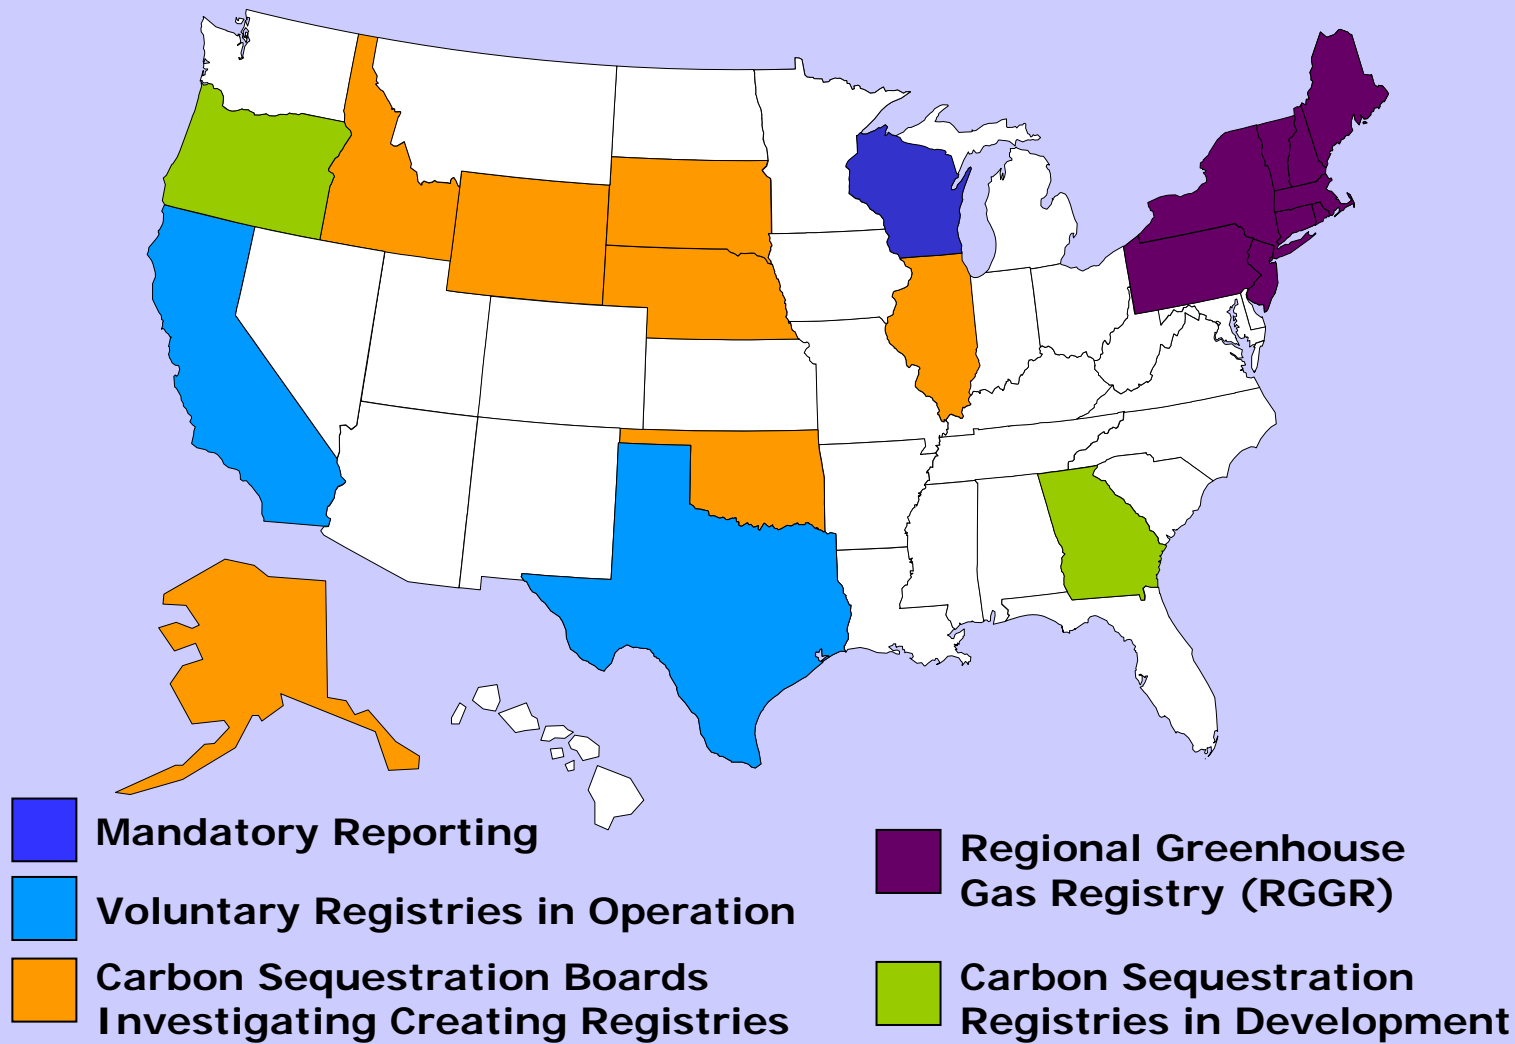 Mandatory Reporting
Voluntary Registries in Operation
Carbon Sequestration Boards
Investigating Creating Registries
Regional Greenhouse
Gas Registry (RGGR)
Carbon Sequestration
Registries in Development